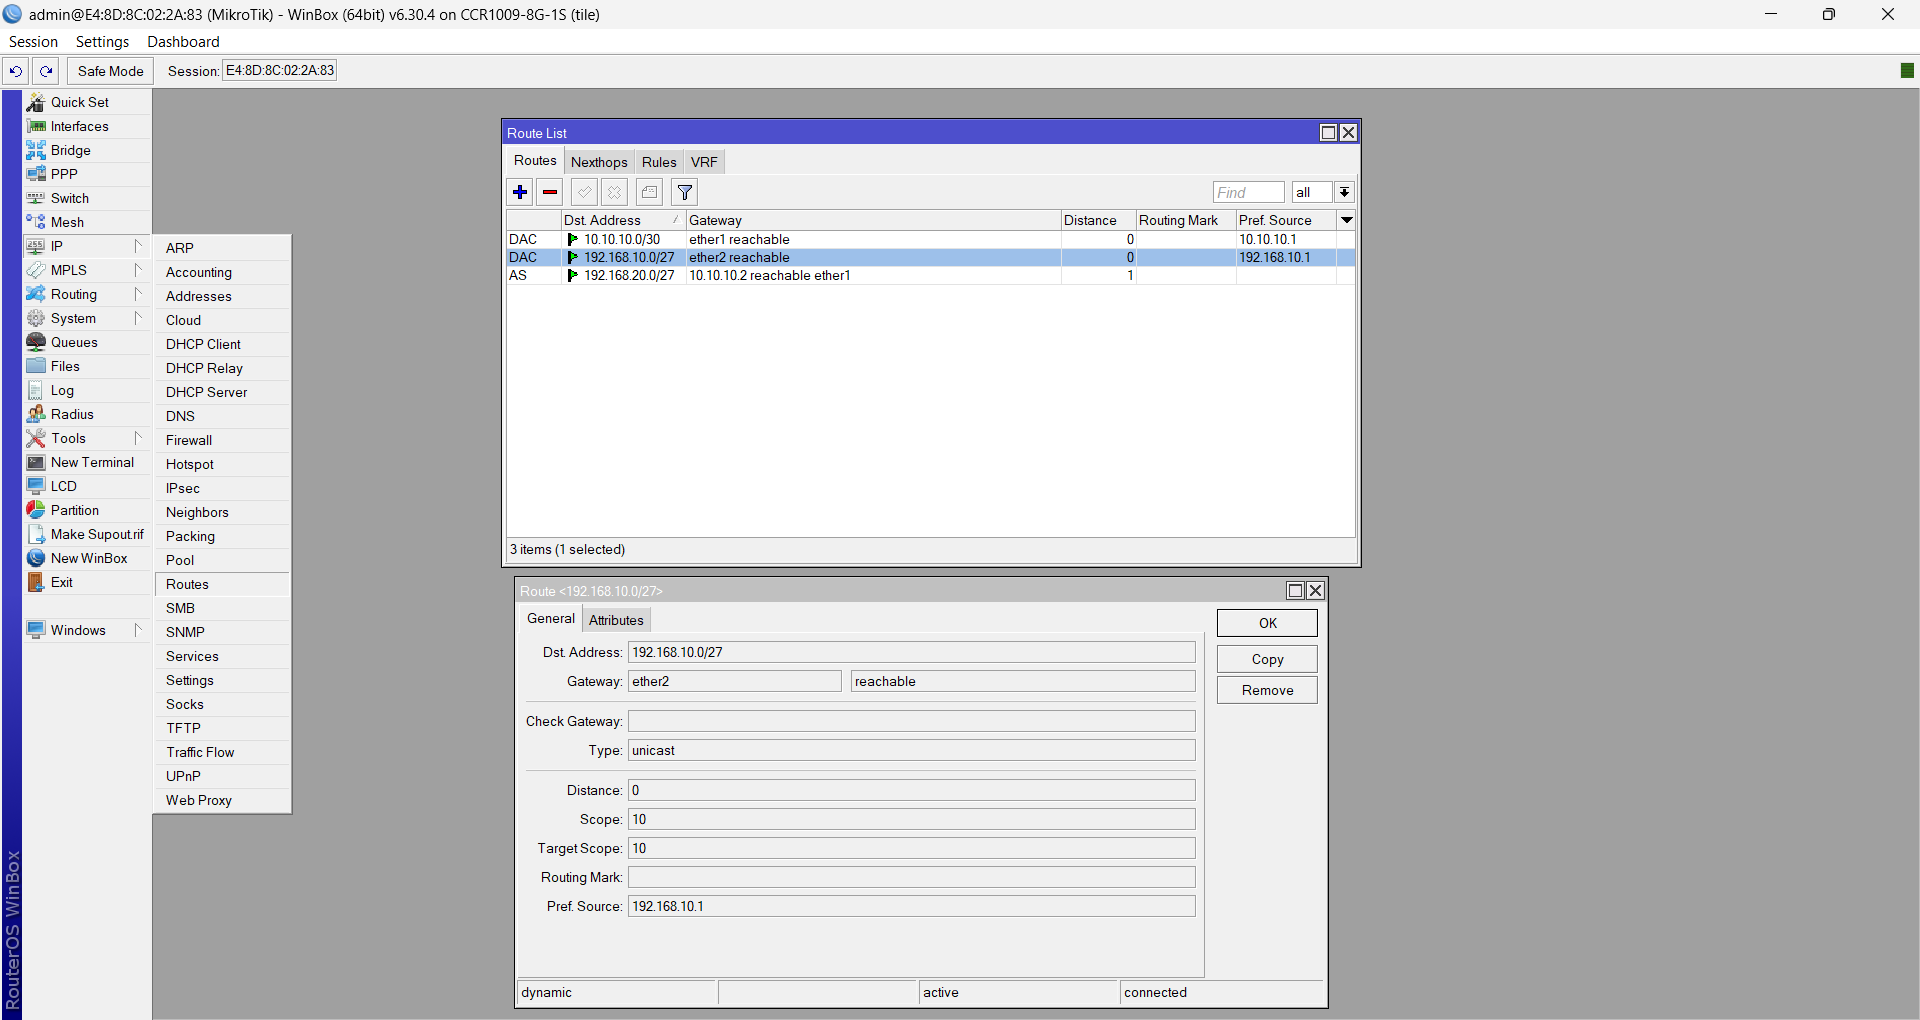 admin@E4:8D:8C:02:2A:83 (MikroTik) - WinBox (64bit) v6.30.4 on CCR1009-8G-1S (tile)
Session Settings Dashboard
Safe Mode Session: E4:8D:8C:02:2A:83
Quick Set
Interfaces
Bridge
PPP
Switch
Mesh
IP
MPLS
Routing
System
Queues
Files
Log
Radius
Tools
New Terminal
LCD
Partition
Make Supout.rif
New WinBox
Exit
Windows
RouterOS WinBox
ARP
Accounting
Addresses
Cloud
DHCP Client
DHCP Relay
DHCP Server
DNS
Firewall
Hotspot
IPsec
Neighbors
Packing
Pool
Routes
SMB
SNMP
Services
Settings
Socks
TFTP
Traffic Flow
UPnP
Web Proxy
Route List
Routes Nexthops Rules VRF
Find all
Dst. Address Gateway Distance Routing Mark Pref. Source
DAC 10.10.10.0/30 ether1 reachable 0 10.10.10.1
DAC 192.168.10.0/27 ether2 reachable 0 192.168.10.1
AS 192.168.20.0/27 10.10.10.2 reachable ether1 1
3 items (1 selected)
Route <192.168.10.0/27>
General Attributes
Dst. Address: 192.168.10.0/27
Gateway: ether2 reachable
Check Gateway:
Type: unicast
Distance: 0
Scope: 10
Target Scope: 10
Routing Mark:
Pref. Source: 192.168.10.1
OK
Copy
Remove
dynamic active connected